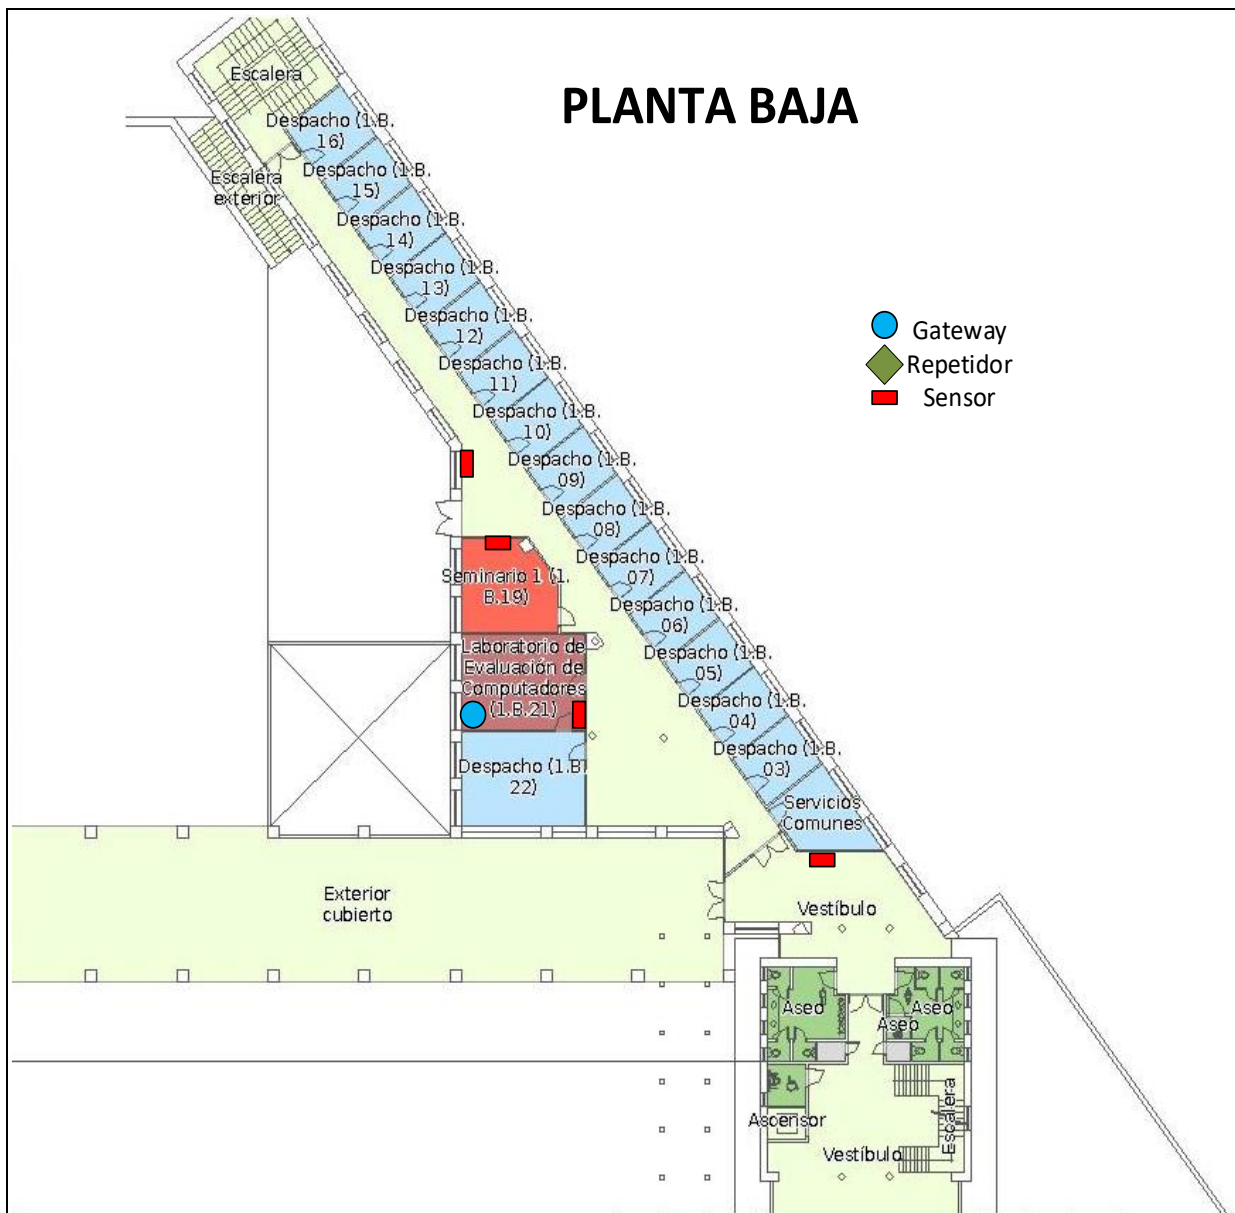 PLANTA BAJA
Escalera
Despacho (1.B.
16)
Escalera
exterior
Despacho (1.B.
15)
Despacho (1.B.
14)
Despacho (1.B.
13)
Despacho (1.B.
12)
Despacho (1.B.
11)
Despacho (1.B.
10)
Despacho (1.B.
09)
Despacho (1.B.
08)
Despacho (1.B.
07)
Despacho (1.B.
06)
Despacho (1.B.
05)
Despacho (1.B.
04)
Despacho (1.B.
03)
Servicios
Comunes
Gateway
Repetidor
Sensor
Seminario 1 (1.
B.19)
Laboratorio de
Evaluación de
Computadores
(1.B.21)
Despacho (1.B
22)
Exterior
cubierto
Vestíbulo
Aseo
Aseo
Aseo
Ascensor
Escalera
Vestíbulo